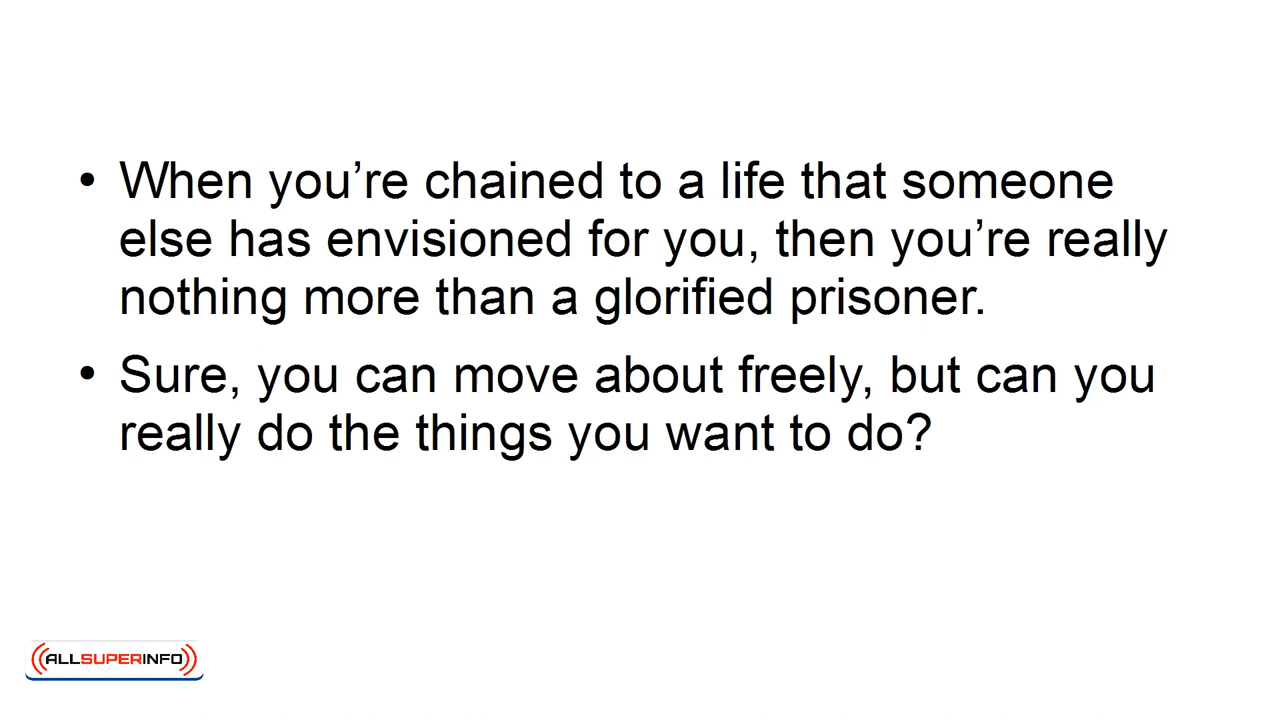 • When you’re chained to a life that someone
else has envisioned for you, then you’re really
nothing more than a glorified prisoner.
• Sure, you can move about freely, but can you
really do the things you want to do?
ALLSUPERINFO